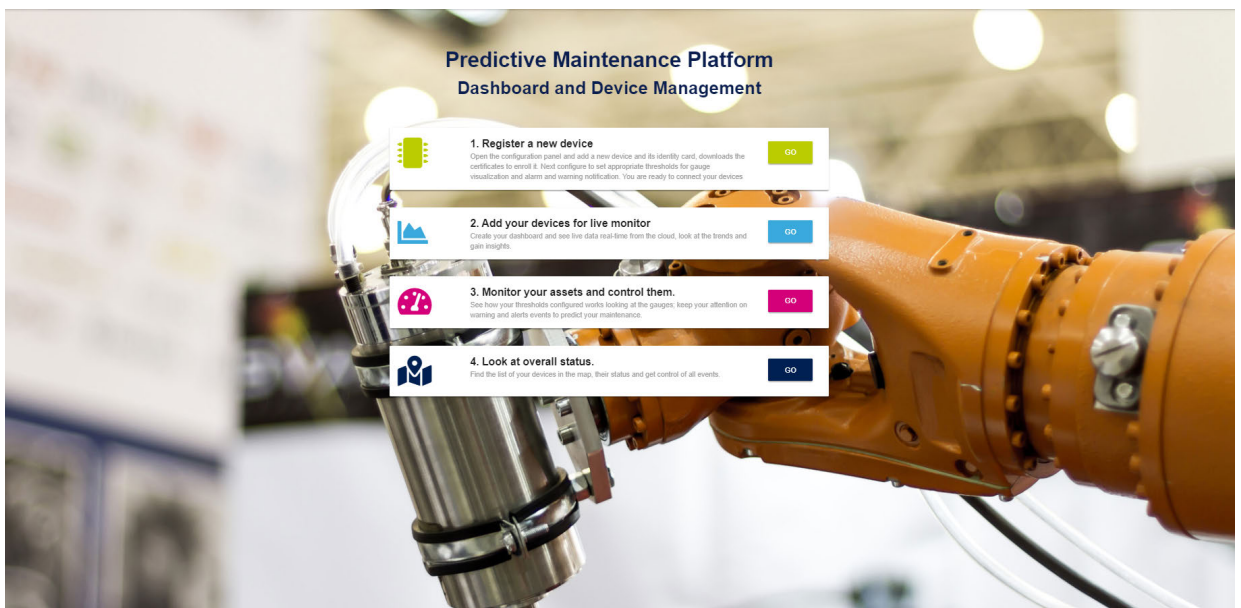 Predictive Maintenance Platform
Dashboard and Device Management
1. Register a new device
GO
Open the configuration panel and add a new device and its identity card, downloads the
certificates to enroll it. Next configure to set appropriate thresholds for gauge
visualization and alarm and warning notification. You are ready to connect your devices
2. Add your devices for live monitor
GO
Create your dashboard and see live data real-time from the cloud, look at the trends and
gain insights.
3. Monitor your assets and control them.
GO
See how your thresholds configured works looking at the gauges; keep your attention on
warning and alerts events to predict your maintenance.
4. Look at overall status.
GO
Find the list of your devices in the map, their status and get control of all events.